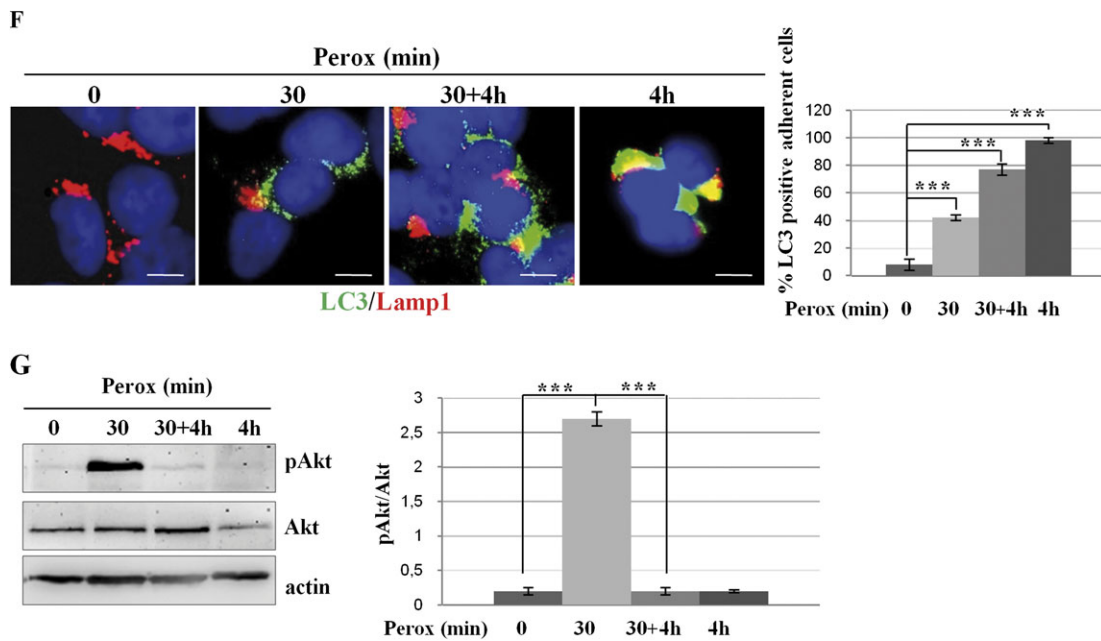 F
Perox (min)
0 30 30+4h 4h
LC3/Lamp1
% LC3 positive adherent cells
120
100
80
60
40
20
0
***
***
***
Perox (min) 0 30 30+4h 4h
G
Perox (min)
0 30 30+4h 4h
pAkt
Akt
actin
pAkt/Akt
3
2,5
2
1,5
1
0,5
0
*** ***
Perox (min) 0 30 30+4h 4h